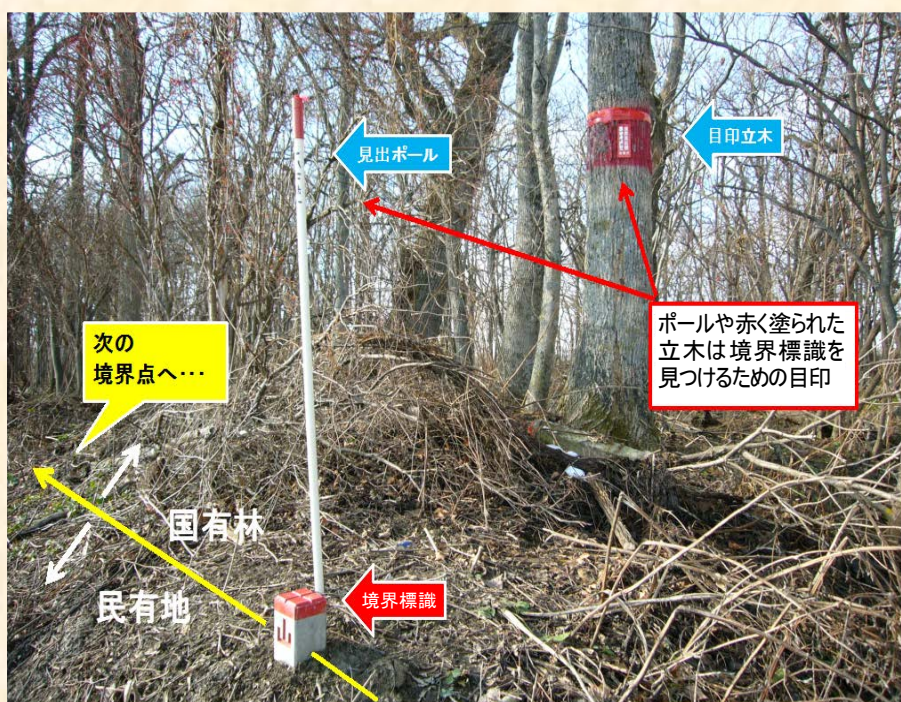 見出ポール
目印立木
ポールや赤く塗られた
立木は境界標識を
見つけるための目印
次の
境界点へ･･･
国有林
民有地
境界標識
山